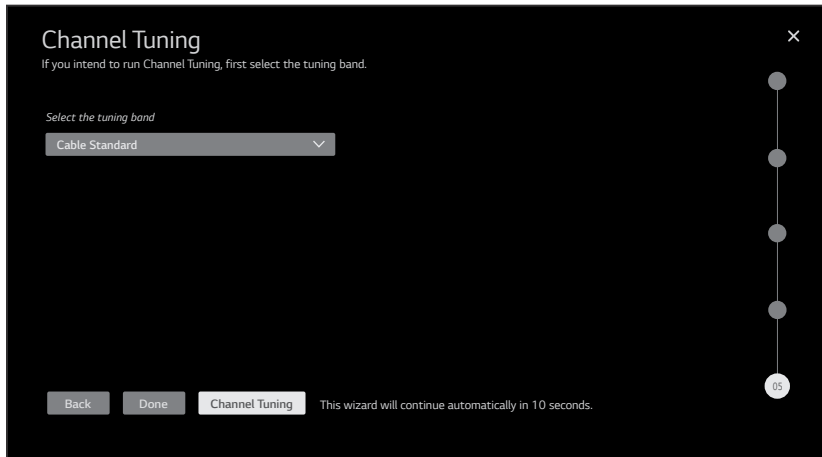 Channel Tuning
If you intend to run Channel Tuning, first select the tuning band.
Select the tuning band
Cable Standard
05
Back
Done
Channel Tuning
This wizard will continue automatically in 10 seconds.